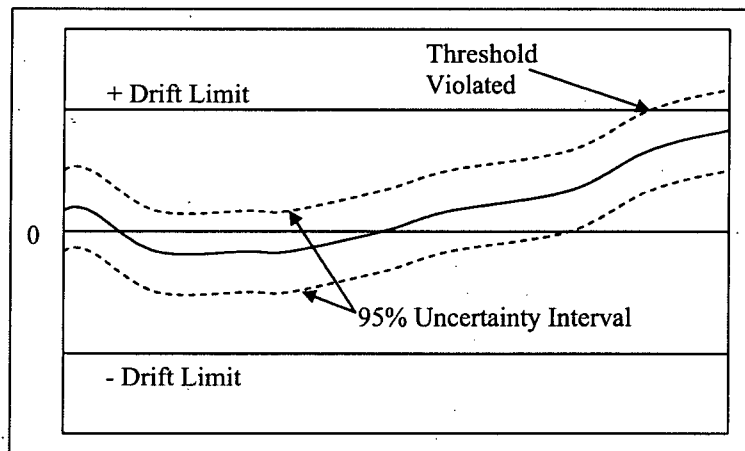 Threshold
Violated
+ Drift Limit
0
95% Uncertainty Interval
- Drift Limit